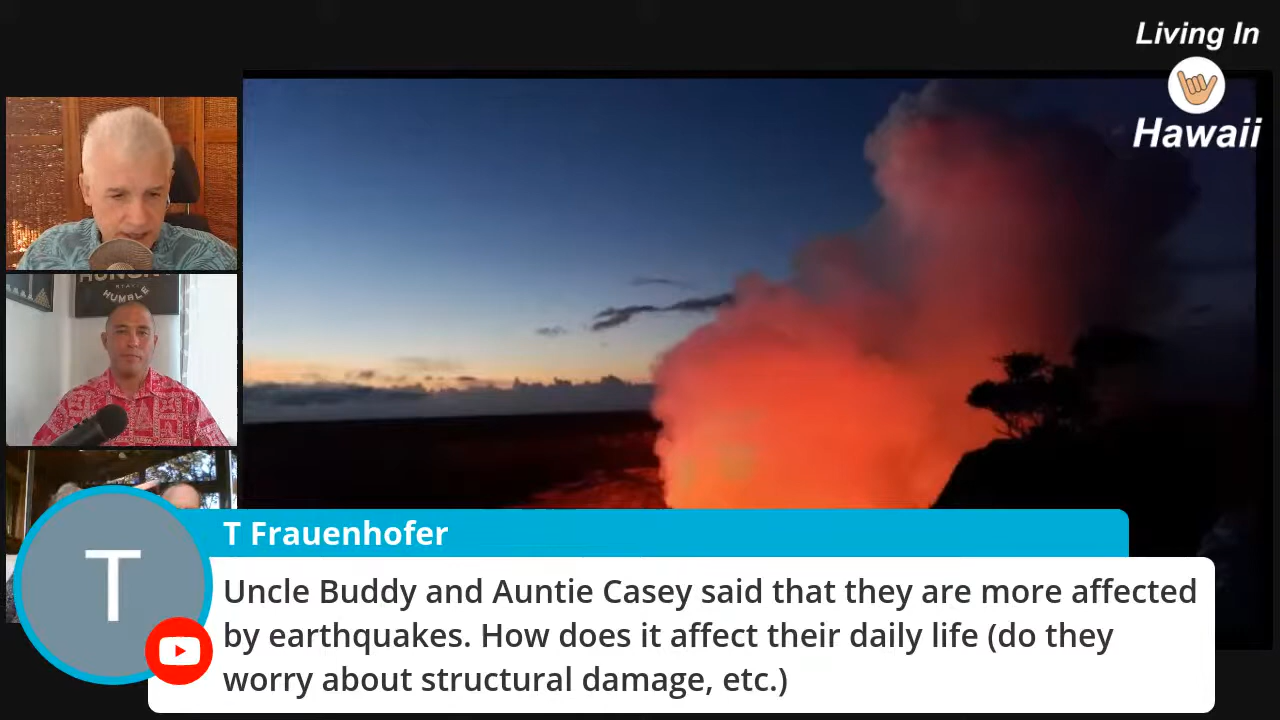 Living In
Hawaii
HUMBLE
T Frauenhofer
T
Uncle Buddy and Auntie Casey said that they are more affected
by earthquakes. How does it affect their daily life (do they
worry about structural damage, etc.)